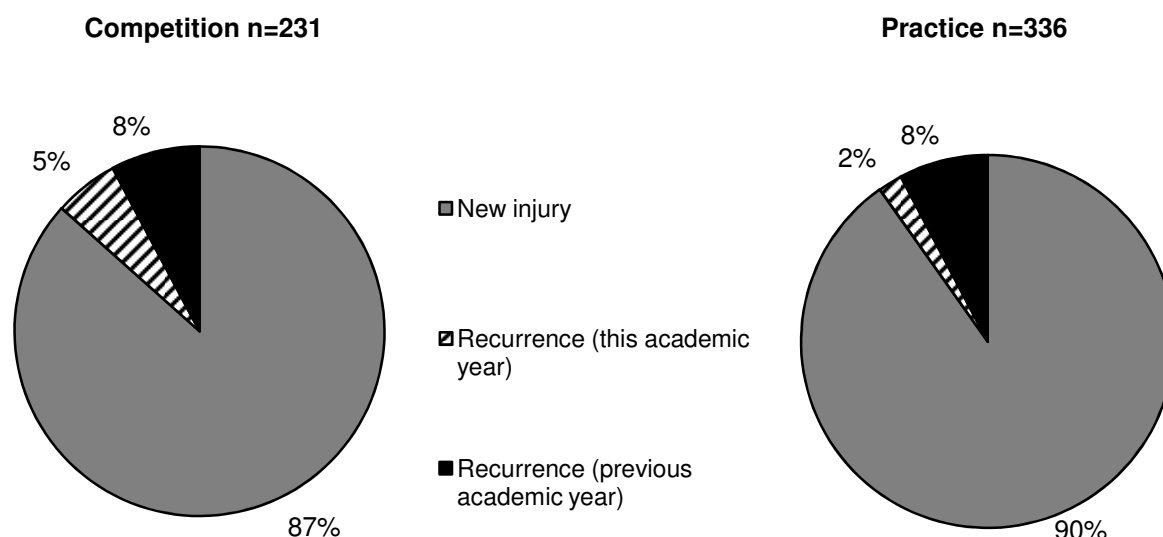 Competition n=231
Practice n=336
8%
5%
87%
New injury
Recurrence (this academic
year)
Recurrence (previous
academic year)
8%
2%
90%